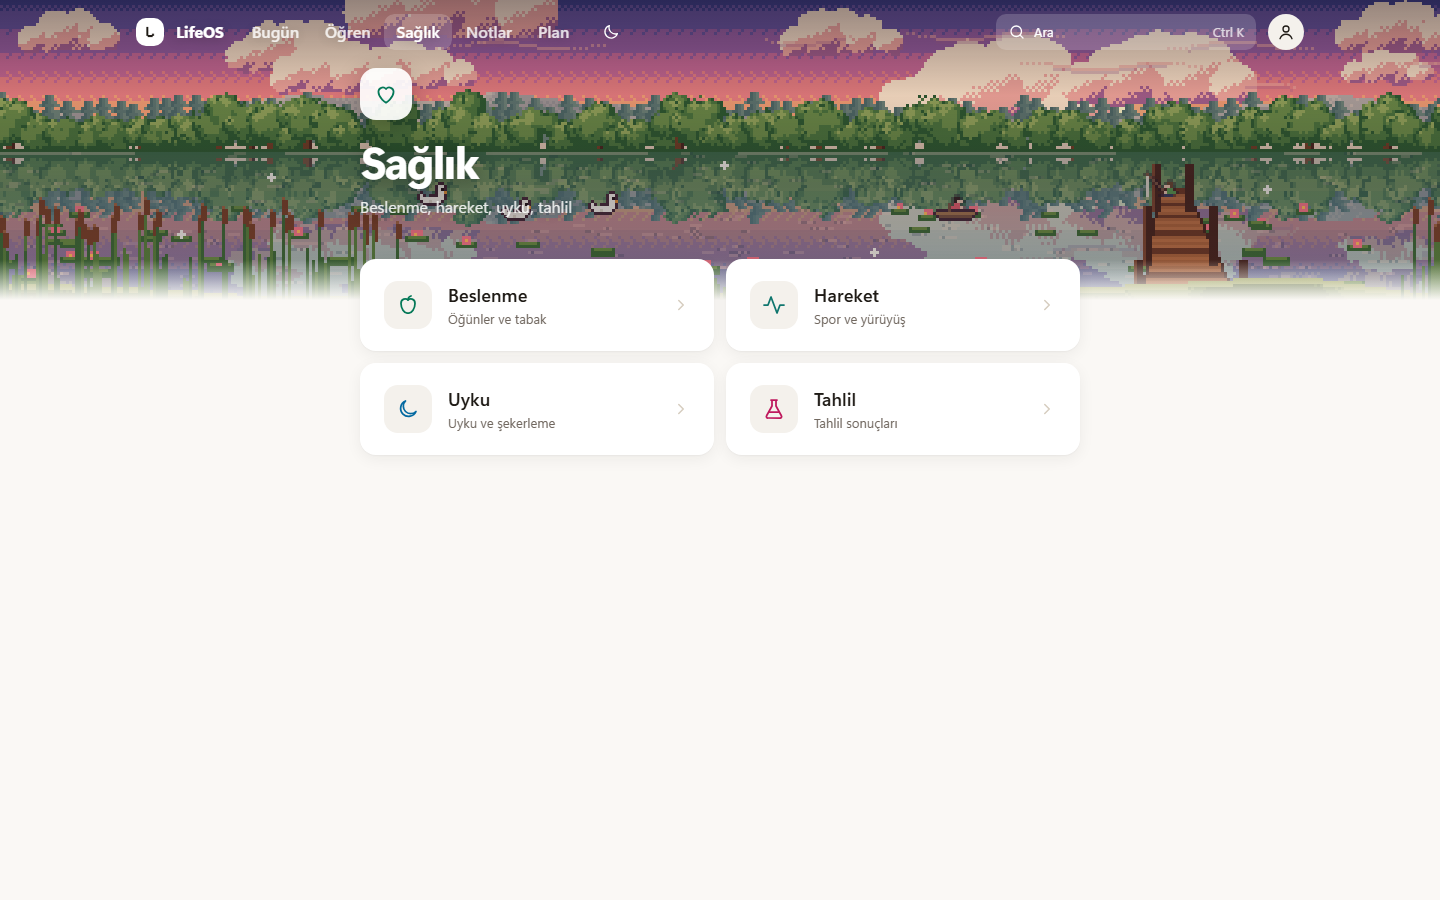 LifeOS Bugün Öğren Sağlık Notlar Plan Ara Ctrl K
Sağlık
Beslenme, hareket, uyku, tahlil
Beslenme
Öğünler ve tabak
Hareket
Spor ve yürüyüş
Uyku
Uyku ve şekerleme
Tahlil
Tahlil sonuçları